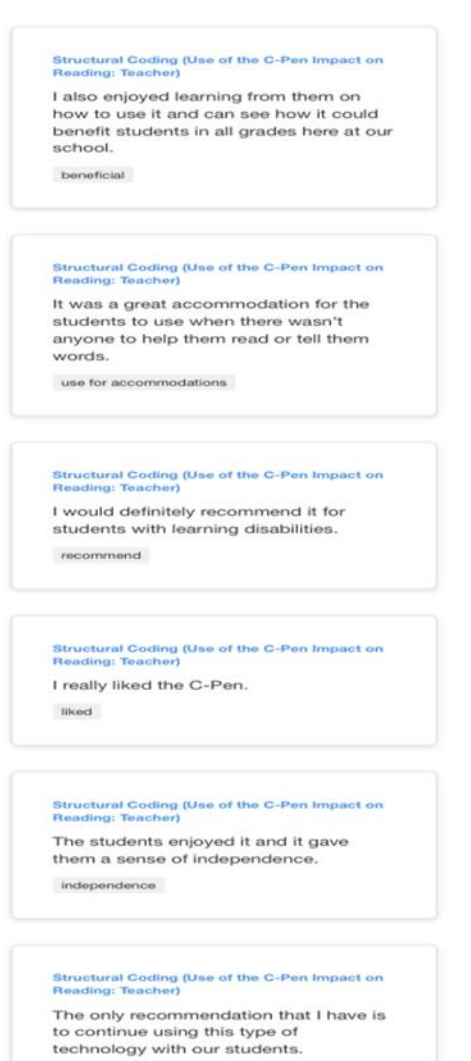 Structural Coding (Use of the C-Pen Impact on
Reading: Teacher)
I also enjoyed learning from them on
how to use it and can see how it could
benefit students in all grades here at our
school.
beneficial
Structural Coding (Use of the C-Pen Impact on
Reading: Teacher)
It was a great accommodation for the
students to use when there wasn't
anyone to help them read or tell them
words.
use for accommodations
Structural Coding (Use of the C-Pen Impact on
Reading: Teacher)
I would definitely recommend it for
students with learning disabilities.
recommend
Structural Coding (Use of the C-Pen Impact on
Reading: Teacher)
I really liked the C-Pen.
liked
Structural Coding (Use of the C-Pen Impact on
Reading: Teacher)
The students enjoyed it and it gave
them a sense of independence.
independence
Structural Coding (Use of the C-Pen Impact on
Reading: Teacher)
The only recommendation that I have is
to continue using this type of
technology with our students.